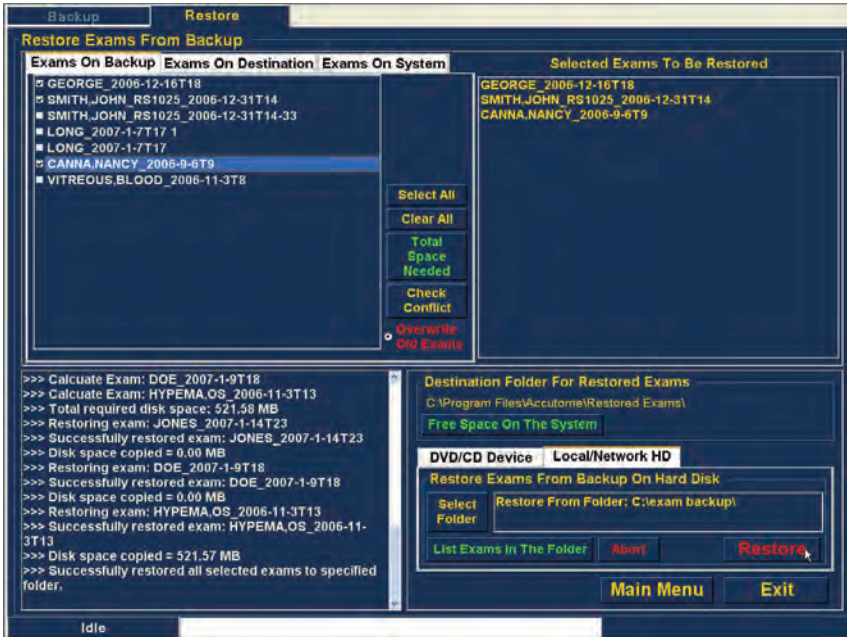 Backup
Restore
Restore Exams From Backup
Exams On Backup
Exams On Destination
Exams On System
GEORGE_2006-12-16T18
SMITH,JOHN_RS1025_2006-12-31T14
SMITH,JOHN_RS1025_2006-12-31T14-33
LONG_2007-1-7T17 1
LONG_2007-1-7T17
CANNA,NANCY_2006-9-6T9
VITREOUS,BLOOD_2006-11-3T8
Select All
Clear All
Total
Space
Needed
Check
Conflict
Overwrite
Old Exams
Selected Exams To Be Restored
GEORGE_2006-12-16T18
SMITH,JOHN_RS1025_2006-12-31T14
CANNA,NANCY_2006-9-6T9
>>> Calcuate Exam: DOE_2007-1-9T18
>>> Calcuate Exam: HYPEMA,OS_2006-11-3T13
>>> Total required disk space: 521.58 MB
>>> Restoring exam: JONES_2007-1-14T23
>>> Successfully restored exam: JONES_2007-1-14T23
>>> Disk space copied = 0.00 MB
>>> Restoring exam: DOE_2007-1-9T18
>>> Successfully restored exam: DOE_2007-1-9T18
>>> Disk space copied = 0.00 MB
>>> Restoring exam: HYPEMA,OS_2006-11-3T13
>>> Successfully restored exam: HYPEMA,OS_2006-11-
3T13
>>> Disk space copied = 521.57 MB
>>> Successfully restored all selected exams to specified
folder.
Destination Folder For Restored Exams
C:\Program Files\Accutome\Restored Exams\
Free Space On The System
DVD/CD Device
Local/Network HD
Restore Exams From Backup On Hard Disk
Select
Folder
Restore From Folder: C:\exam backup\
List Exams In The Folder
Abort
Restore
Main Menu
Exit
Idle